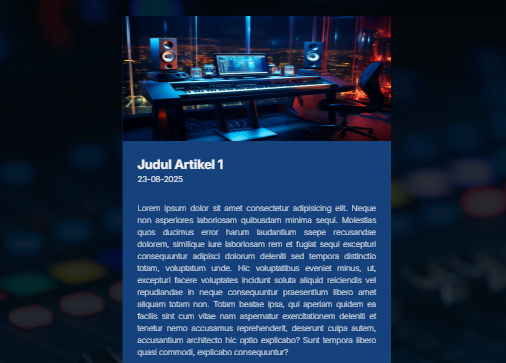 Judul Artikel 1
23-08-2025
Lorem ipsum dolor sit amet consectetur adipisicing elit. Neque
non asperiores laboriosam quibusdam minima sequi. Molestias
quos ducimus error harum laudantium saepe recusandae
dolorem, similique iure laboriosam rem et fugiat sequi excepturi
consequuntur adipisci dolorum deleniti sed tempora distinctio
totam, voluptatum unde. Hic voluptatibus eveniet minus, ut,
excepturi facere voluptates incidunt soluta aliquid reiciendis vel
repudiandae in neque consequuntur praesentium libero amet
aliquam totam non. Totam beatae ipsa, qui aperiam quidem ea
facilis sint cum vitae nam aspernatur exercitationem deleniti et
tenetur nemo accusamus reprehenderit, deserunt culpa autem,
accusantium architecto hic optio explicabo? Sunt tempora libero
quasi commodi, explicabo consequuntur?